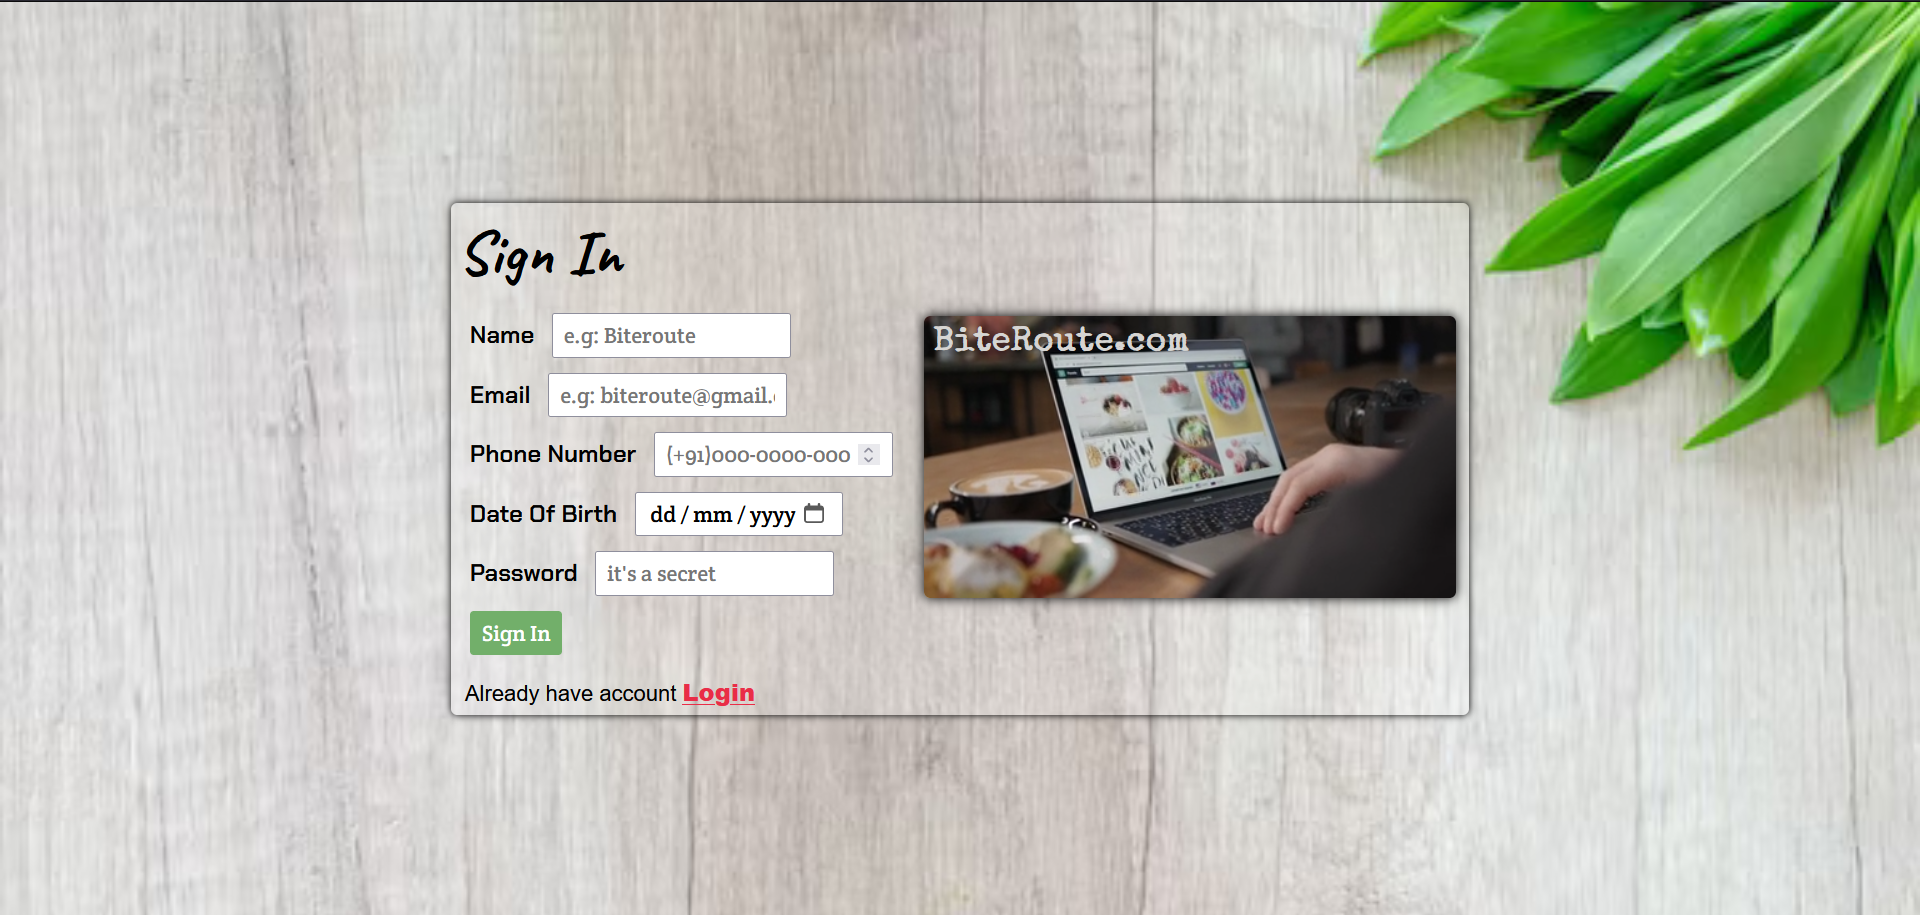 Sign In
Name e.g: Biteroute
Email e.g: biteroute@gmail.
Phone Number (+91)000-0000-000
Date Of Birth dd/mm/yyyy
Password it's a secret
Sign In
Already have account Login
BiteRoute.com